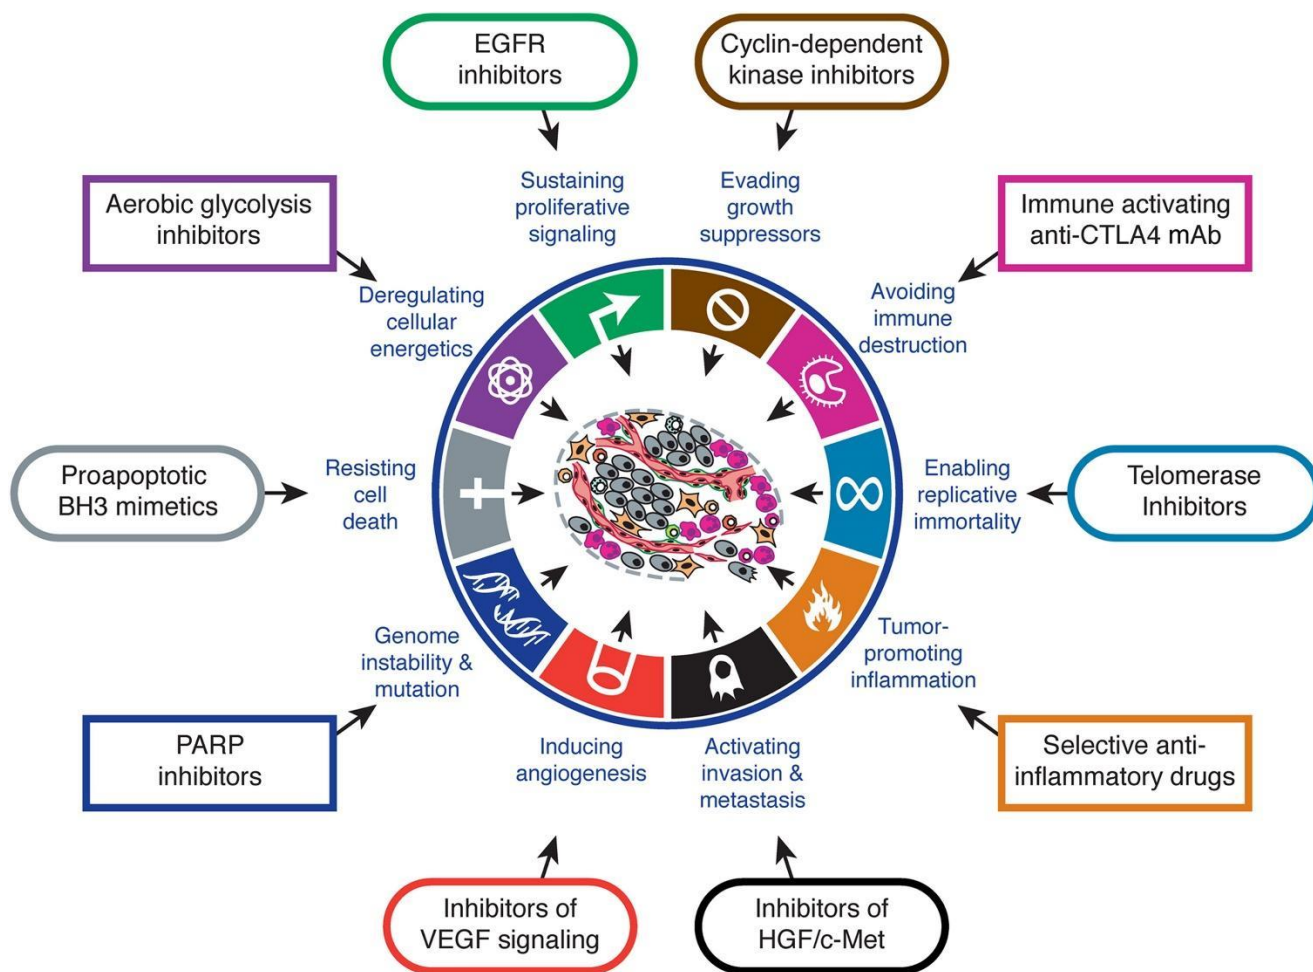 EGFR
inhibitors
Cyclin-dependent
kinase inhibitors
Sustaining
proliferative
signaling
Evading
growth
suppressors
Aerobic glycolysis
inhibitors
Immune activating
anti-CTLA4 mAb
Deregulating
cellular
energetics
Avoiding
immune
destruction
Proapoptotic
BH3 mimetics
Resisting
cell
death
Enabling
replicative
immortality
Telomerase
Inhibitors
Genome
instability &
mutation
Tumor-
promoting
inflammation
PARP
inhibitors
Inducing
angiogenesis
Activating
invasion &
metastasis
Selective anti-
inflammatory drugs
Inhibitors of
VEGF signaling
Inhibitors of
HGF/c-Met